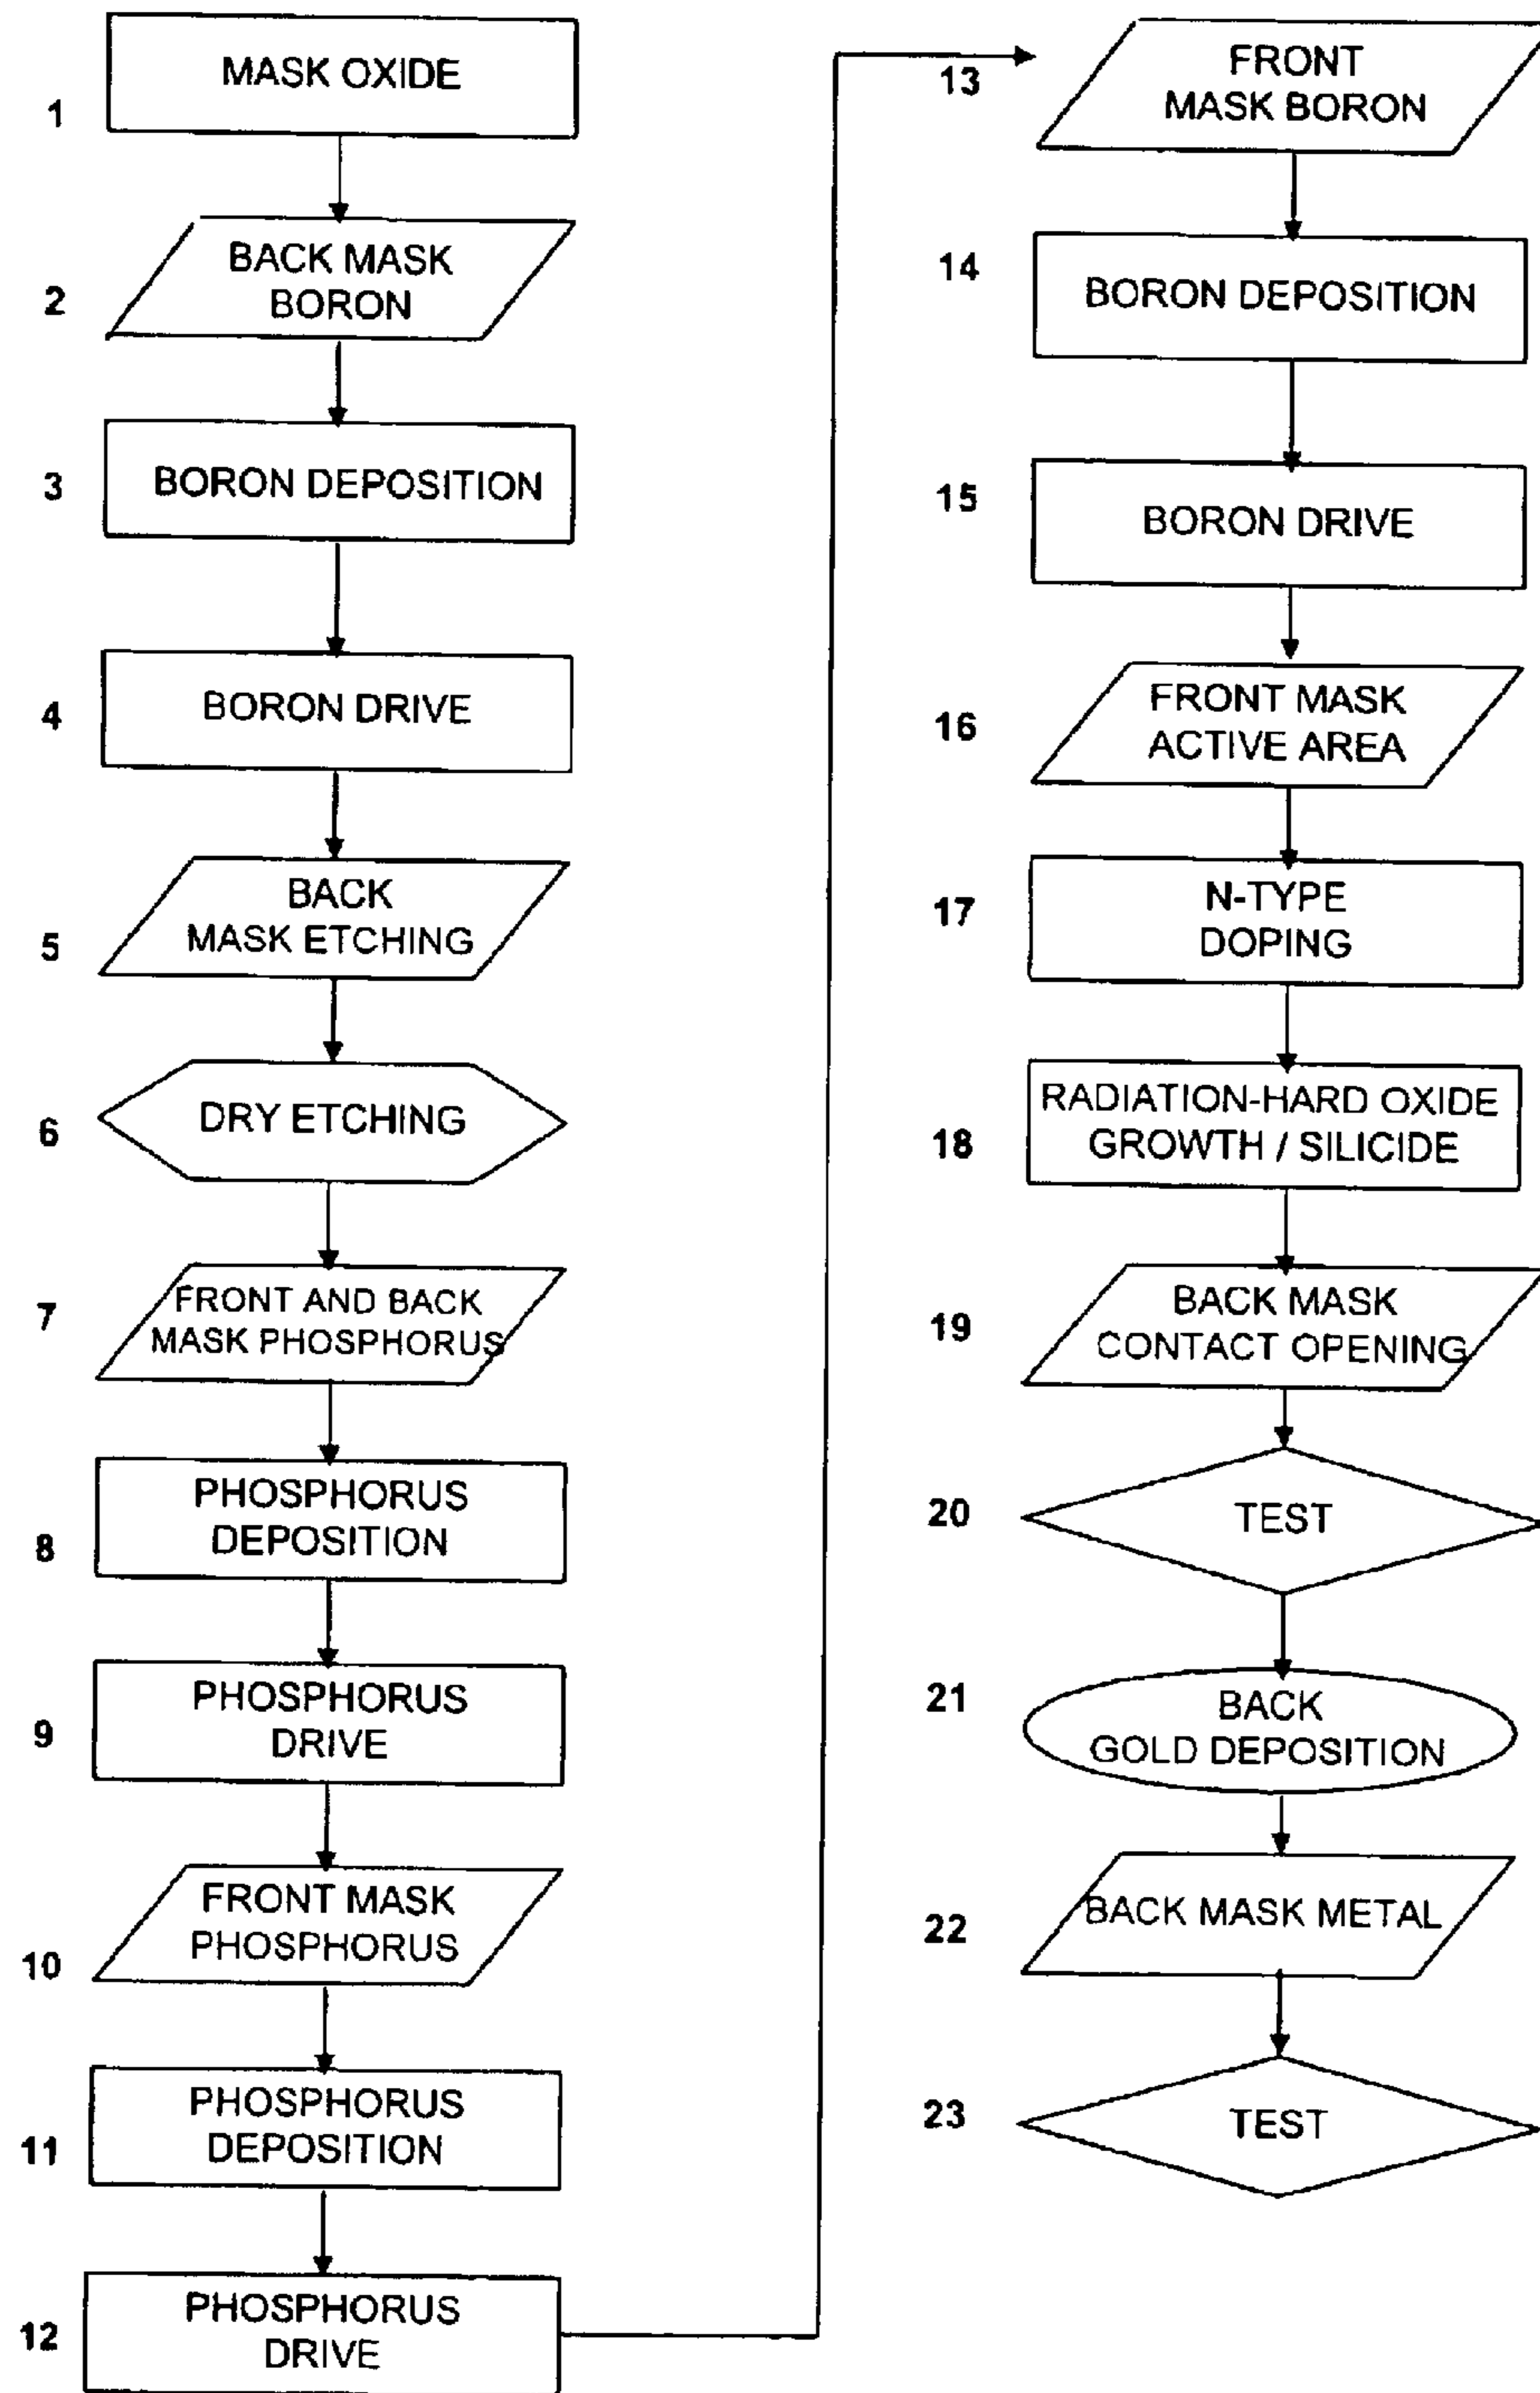 MASK OXIDE
1
BACK MASK
BORON
2
BORON DEPOSITION
3
BORON DRIVE
4
BACK
MASK ETCHING
5
DRY ETCHING
6
FRONT AND BACK
MASK PHOSPHORUS
7
PHOSPHORUS
DEPOSITION
8
PHOSPHORUS
DRIVE
9
FRONT MASK
PHOSPHORUS
10
PHOSPHORUS
DEPOSITION
11
PHOSPHORUS
DRIVE
12
FRONT
MASK BORON
13
BORON DEPOSITION
14
BORON DRIVE
15
FRONT MASK
ACTIVE AREA
16
N-TYPE
DOPING
17
RADIATION-HARD OXIDE
GROWTH / SILICIDE
18
BACK MASK
CONTACT OPENING
19
TEST
20
BACK
GOLD DEPOSITION
21
BACK MASK METAL
22
TEST
23